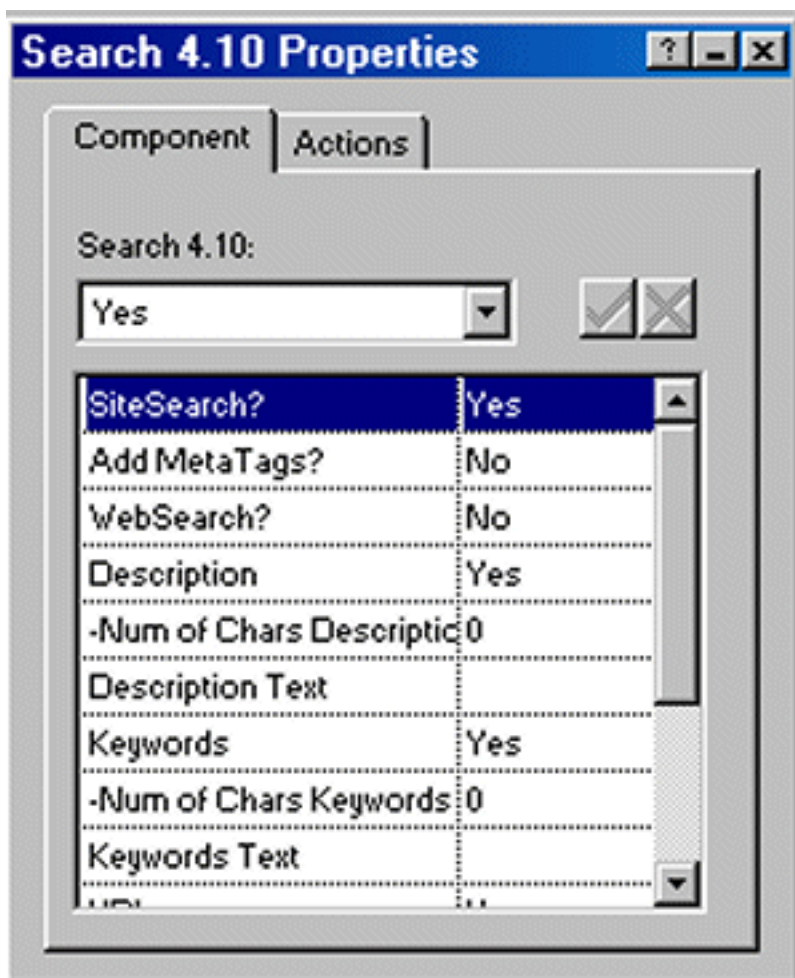 Search 4.10 Properties
Component Actions
Search 4.10:
Yes
SiteSearch? Yes
Add MetaTags? No
WebSearch? No
Description Yes
-Num of Chars Descriptic 0
Description Text
Keywords Yes
-Num of Chars Keywords 0
Keywords Text